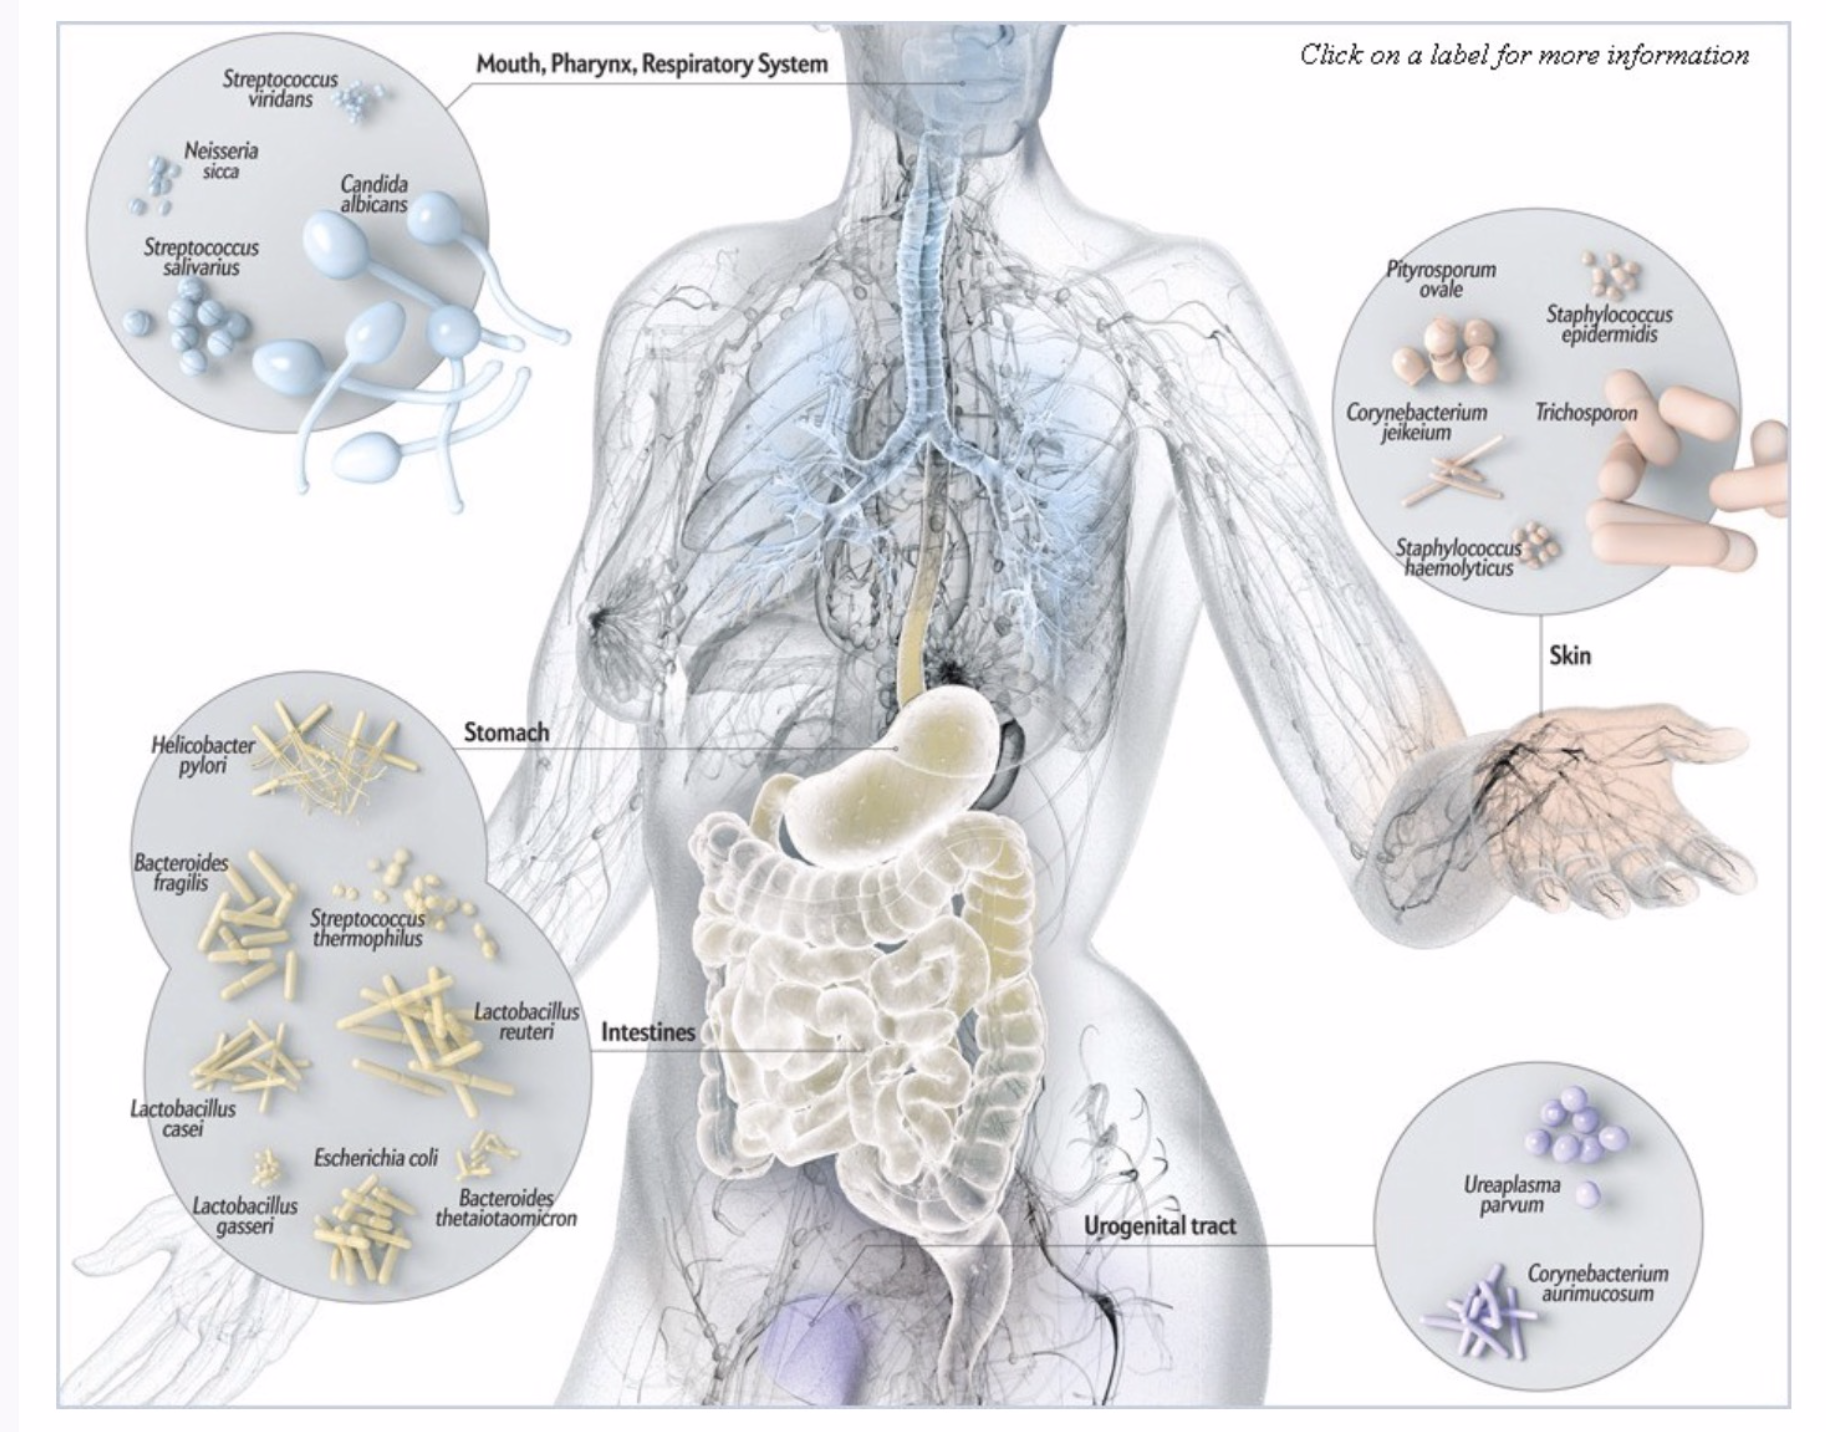 Click on a label for more information
Mouth, Pharynx, Respiratory System
Streptococcus
viridans
Neisseria
sicca
Candida
albicans
Streptococcus
salivarius
Pityrosporum
ovale
Staphylococcus
epidermidis
Corynebacterium
jeikeium
Trichosporon
Staphylococcus
haemolyticus
Skin
Stomach
Helicobacter
pylori
Bacteroides
fragilis
Streptococcus
thermophilus
Lactobacillus
reuteri
Intestines
Lactobacillus
casei
Escherichia coli
Lactobacillus
gasseri
Bacteroides
thetaiotaomicron
Urogenital tract
Ureaplasma
parvum
Corynebacterium
aurimucosum